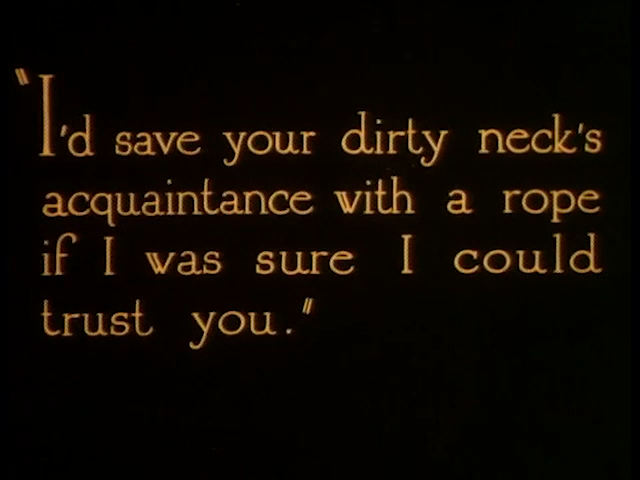 "I'd save your dirty neck's
acquaintance with a rope
if I was sure I could
trust you."